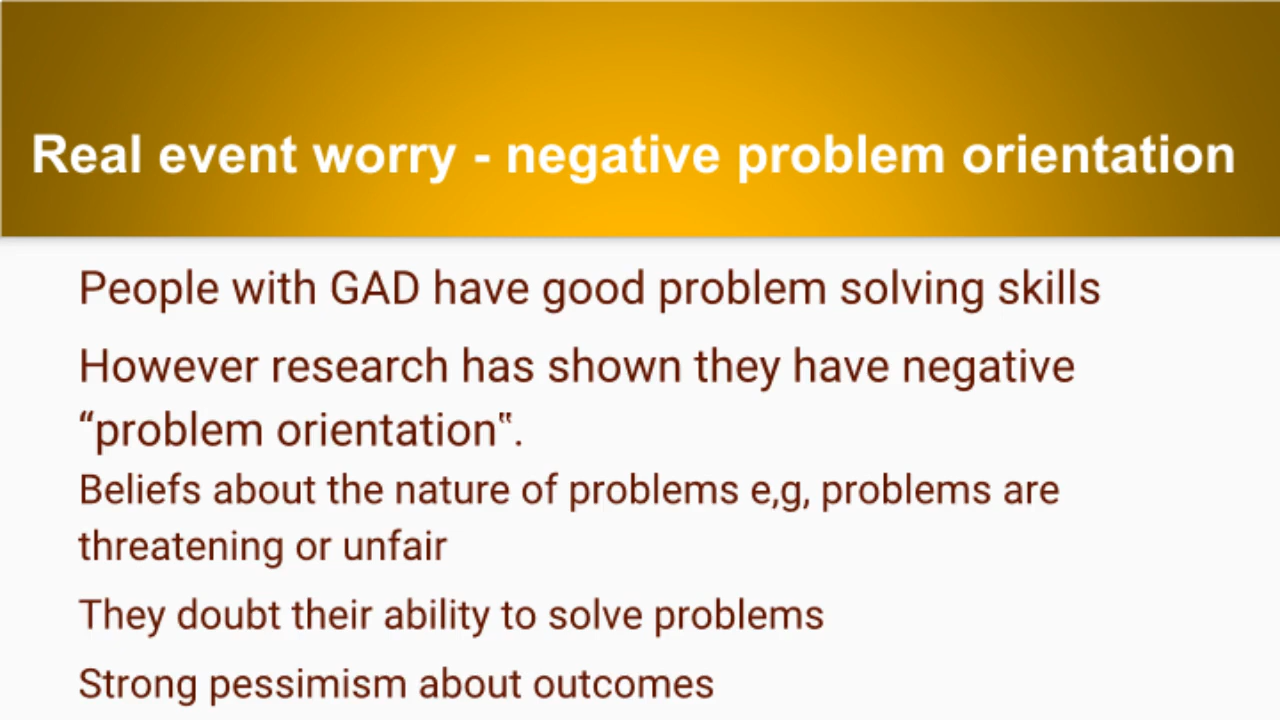 Real event worry - negative problem orientation
People with GAD have good problem solving skills
However research has shown they have negative
“problem orientation‟.
Beliefs about the nature of problems e,g, problems are
threatening or unfair
They doubt their ability to solve problems
Strong pessimism about outcomes